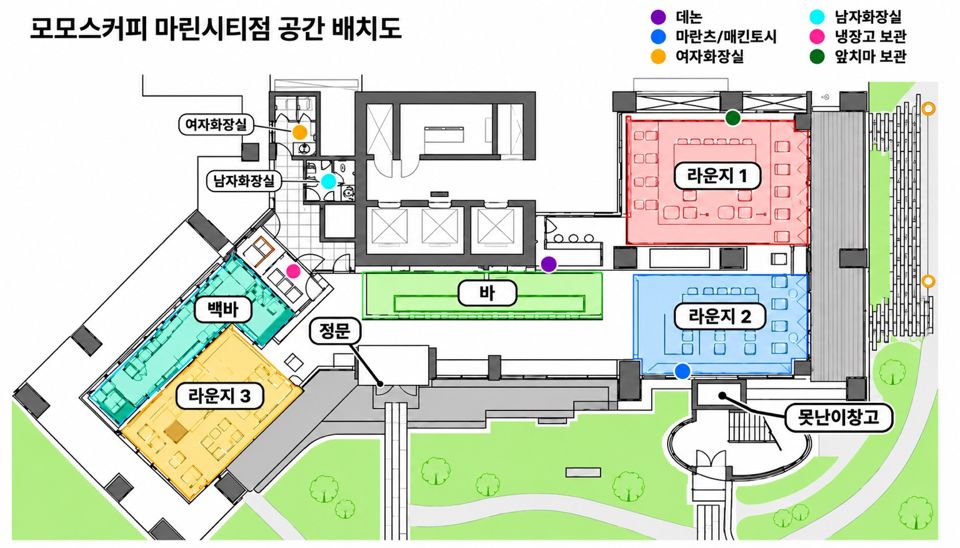 모모스커피 마린시티점 공간 배치도
데논
마란츠/매킨토시
여자화장실
남자화장실
냉장고 보관
앞치마 보관
여자화장실
남자화장실
라운지 1
백바
바
라운지 2
정문
라운지 3
못난이창고